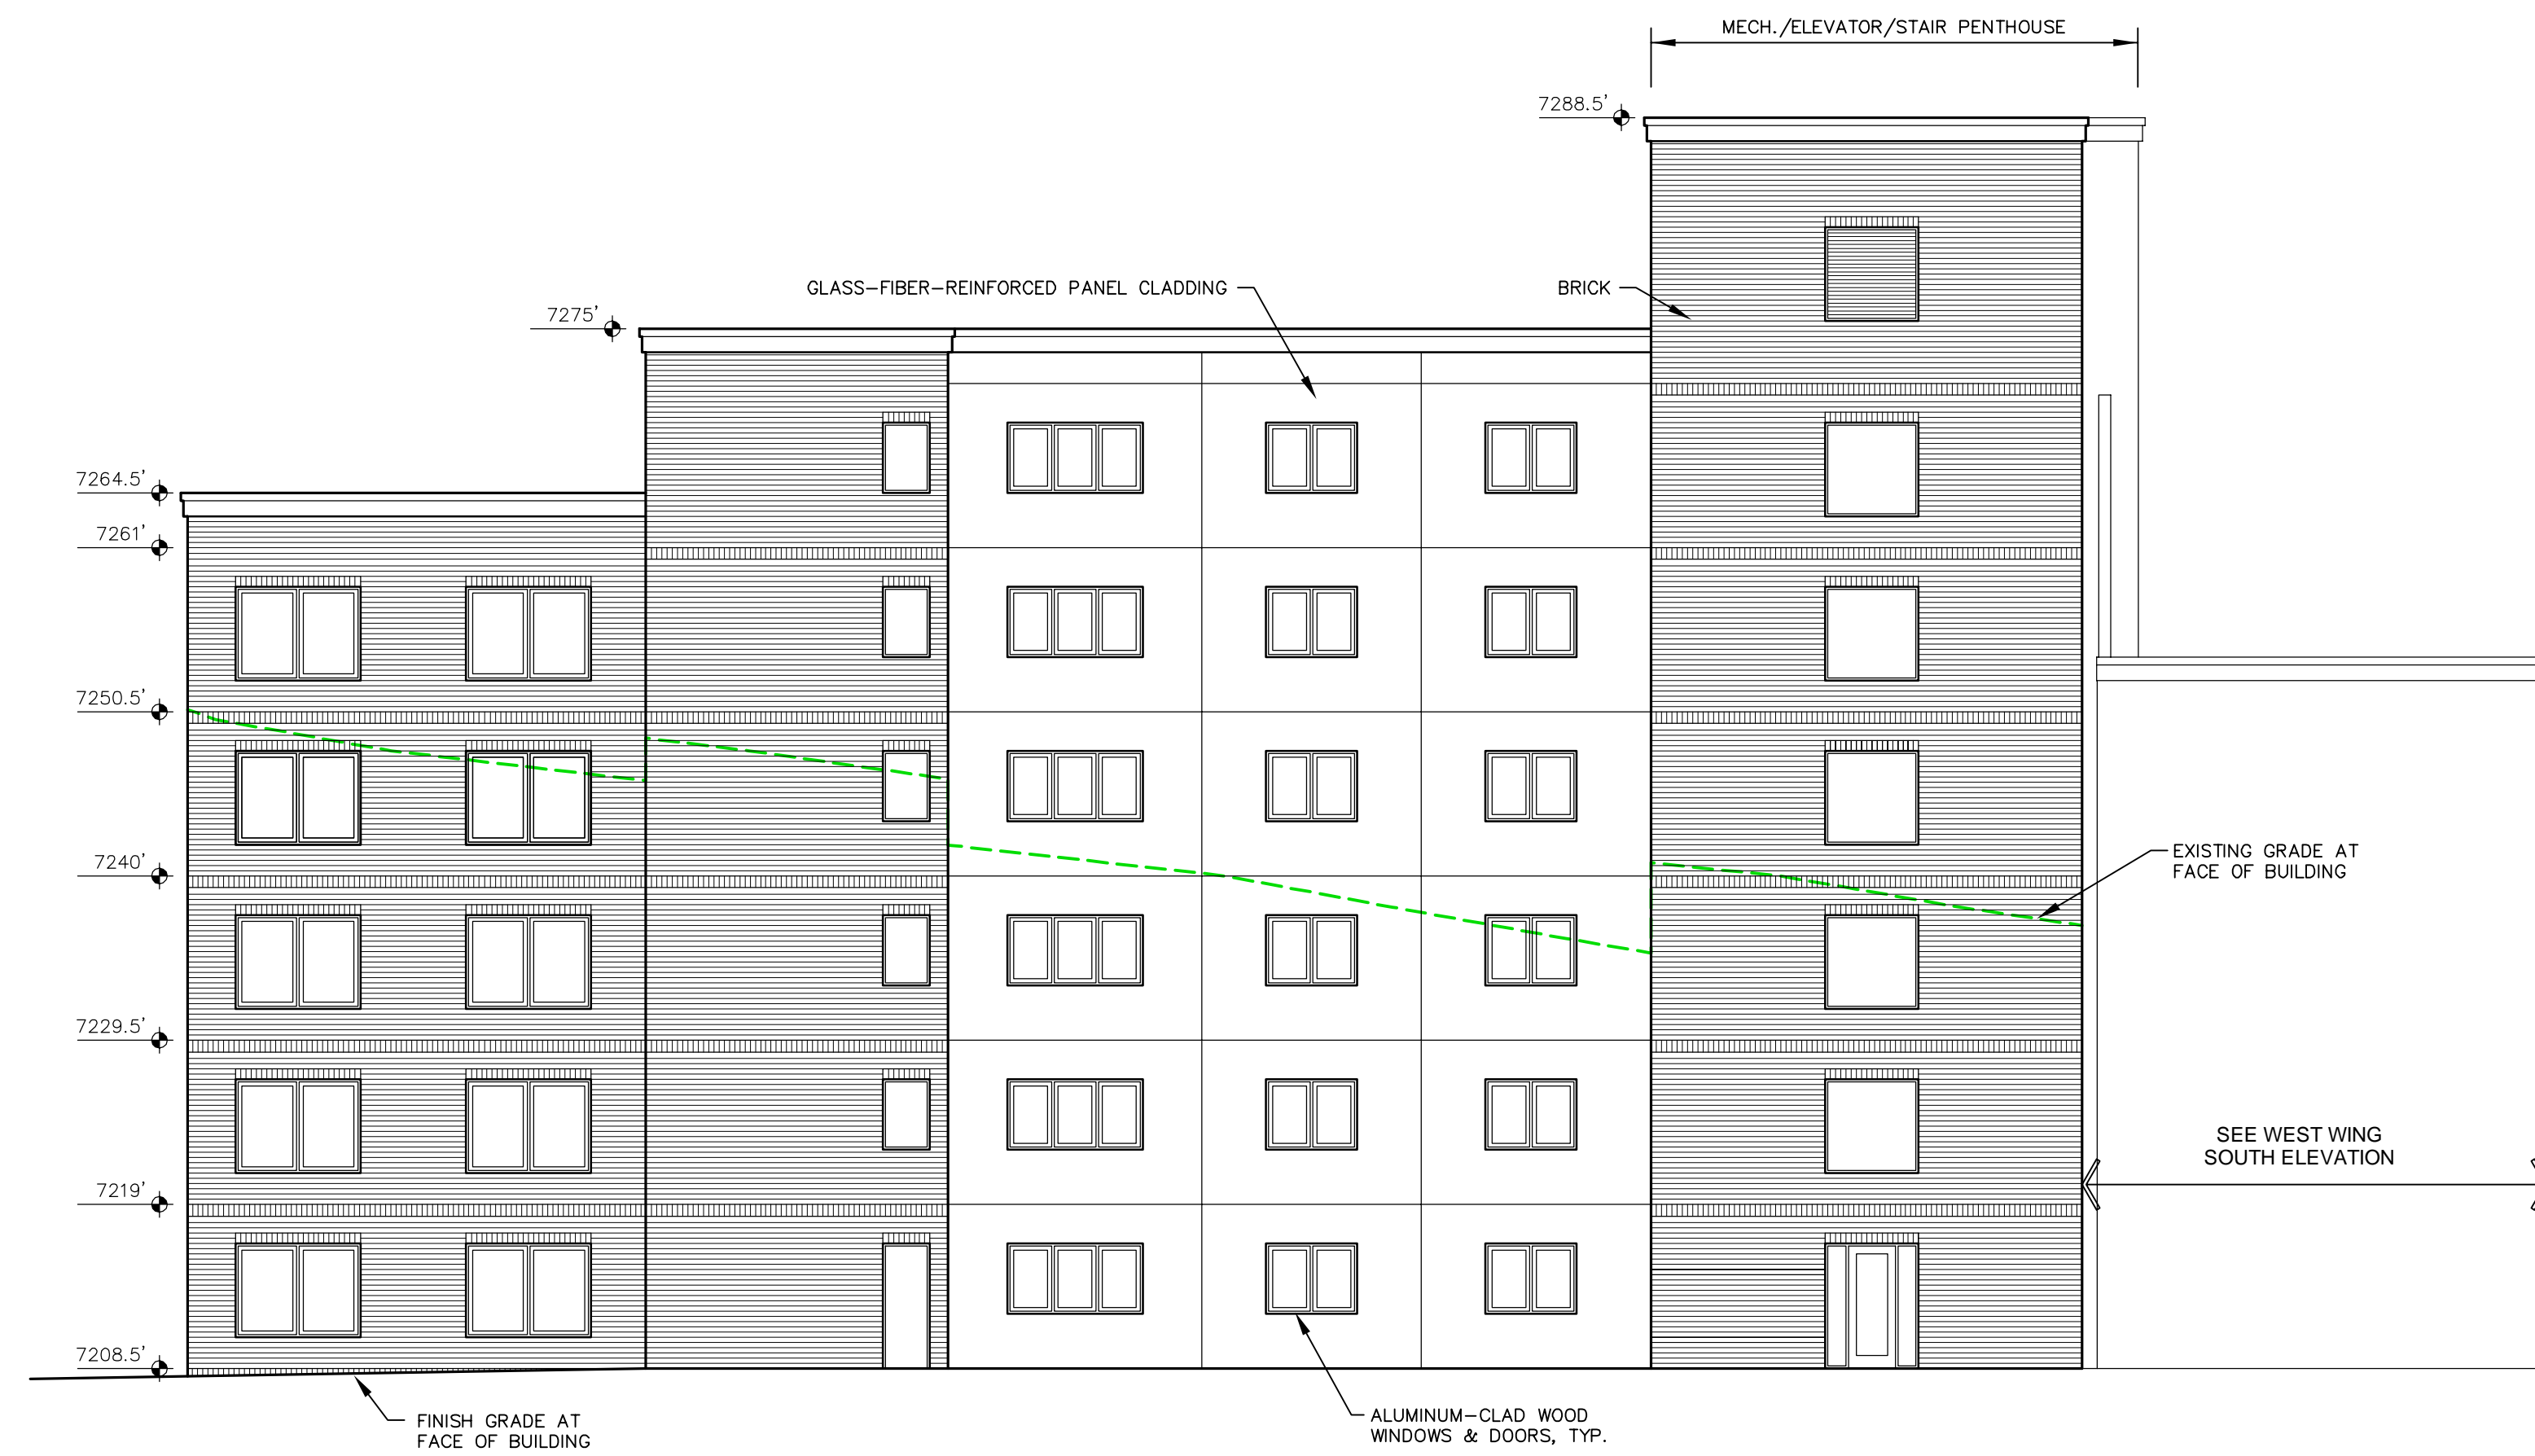 MECH./ELEVATOR/STAIR PENTHOUSE
7288.5'
GLASS-FIBER-REINFORCED PANEL CLADDING
BRICK
7275'
7264.5'
7261'
7250.5'
7240'
EXISTING GRADE AT
FACE OF BUILDING
7229.5'
SEE WEST WING
SOUTH ELEVATION
7219'
7208.5'
FINISH GRADE AT
FACE OF BUILDING
ALUMINUM-CLAD WOOD
WINDOWS & DOORS, TYP.